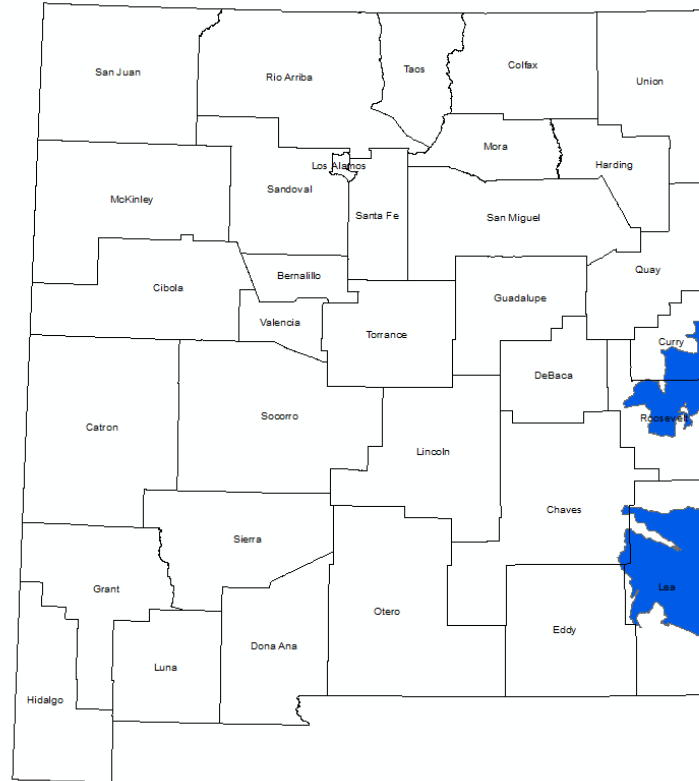 San Juan
Rio Arriba
Taos
Colfax
Union
Mora
Harding
Los Alamos
McKinley
Sandoval
Santa Fe
San Miguel
Quay
Bernalillo
Cibola
Guadalupe
Valencia
Torrance
Curry
DeBaca
Catron
Socorro
Lincoln
Roosevelt
Chaves
Sierra
Grant
Lea
Otero
Eddy
Dona Ana
Luna
Hidalgo